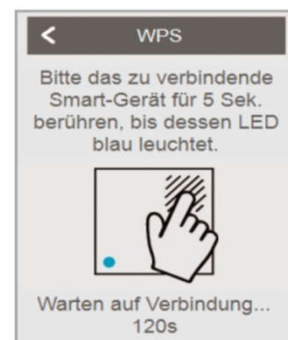 WPS
Bitte das zu verbindende
Smart-Gerät für 5 Sek.
berühren, bis dessen LED
blau leuchtet.
Warten auf Verbindung...
120s